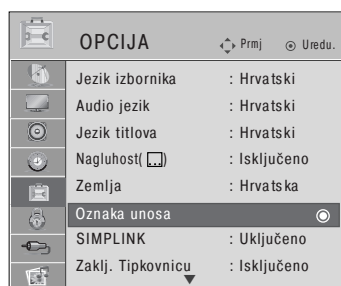 OPCIJA Prmj Uredu.
Jezik izbornika : Hrvatski
Audio jezik : Hrvatski
Jezik titlova : Hrvatski
Nagluhost( ) : Isključeno
Zemlja : Hrvatska
Oznaka unosa
SIMPLINK : Uključeno
Zaklj. Tipkovnicu : Isključeno